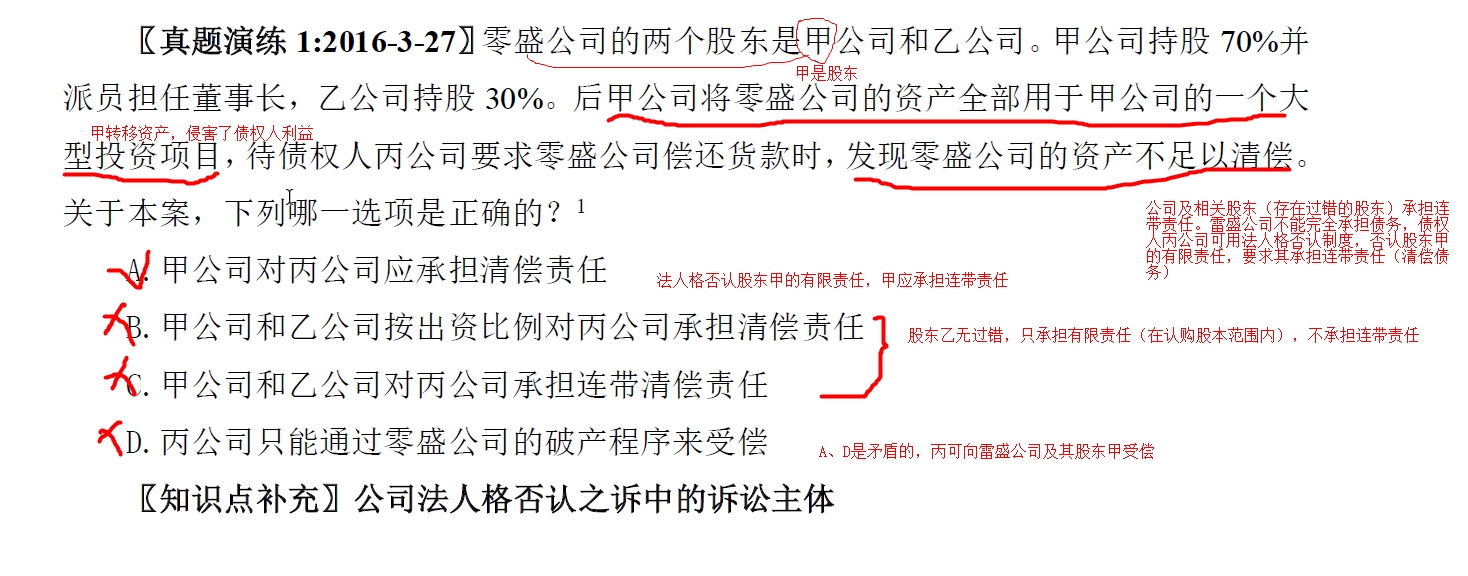 【真题演练 1:2016-3-27】零盛公司的两个股东是甲公司和乙公司。甲公司持股 70%并
甲是股东
派员担任董事长，乙公司持股 30%。后甲公司将零盛公司的资产全部用于甲公司的一个大
甲转移资产，侵害了债权人利益
型投资项目，待债权人丙公司要求零盛公司偿还货款时，发现零盛公司的资产不足以清偿。
关于本案，下列哪一选项是正确的？1
公司及相关股东（存在过错的股东）承担连
带责任。雷盛公司不能完全承担债务，债权
人丙公司可用法人格否认制度，否认股东甲
的有限责任，要求其承担连带责任（清偿债
务）
A. 甲公司对丙公司应承担清偿责任
法人格否认股东甲的有限责任，甲应承担连带责任
B. 甲公司和乙公司按出资比例对丙公司承担清偿责任
股东乙无过错，只承担有限责任（在认购股本范围内），不承担连带责任
C. 甲公司和乙公司对丙公司承担连带清偿责任
D. 丙公司只能通过零盛公司的破产程序来受偿
A、D是矛盾的，丙可向雷盛公司及其股东甲受偿
【知识点补充】公司法人格否认之诉中的诉讼主体